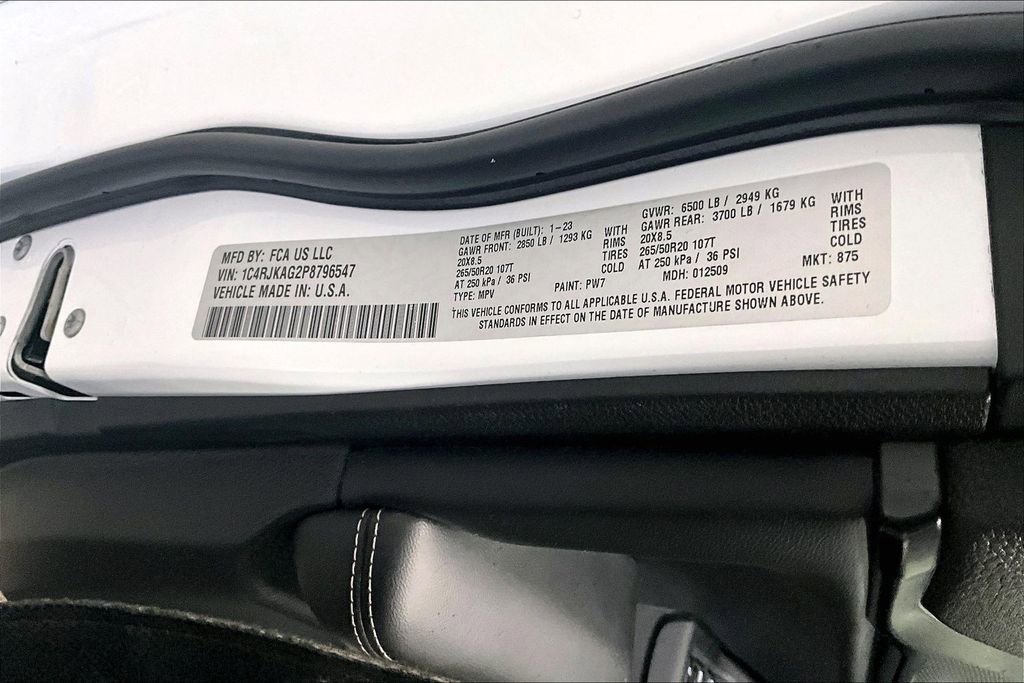 MFD BY: FCA US LLC
VIN: 1C4RJKAG2P8796547
VEHICLE MADE IN: U.S.A.
DATE OF MFR (BUILT): 1-23
GAWR FRONT: 2850 LB / 1293 KG WITH
20X8.5 RIMS
265/50R20 107T TIRES
AT 250 kPa / 36 PSI COLD
TYPE: MPV PAINT: PW7
GVWR: 6500 LB / 2949 KG
GAWR REAR: 3700 LB / 1679 KG WITH
20X8.5 RIMS
265/50R20 107T TIRES
AT 250 kPa / 36 PSI COLD
MDH: 012509 MKT: 875
THIS VEHICLE CONFORMS TO ALL APPLICABLE U.S.A. FEDERAL MOTOR VEHICLE SAFETY
STANDARDS IN EFFECT ON THE DATE OF MANUFACTURE SHOWN ABOVE.